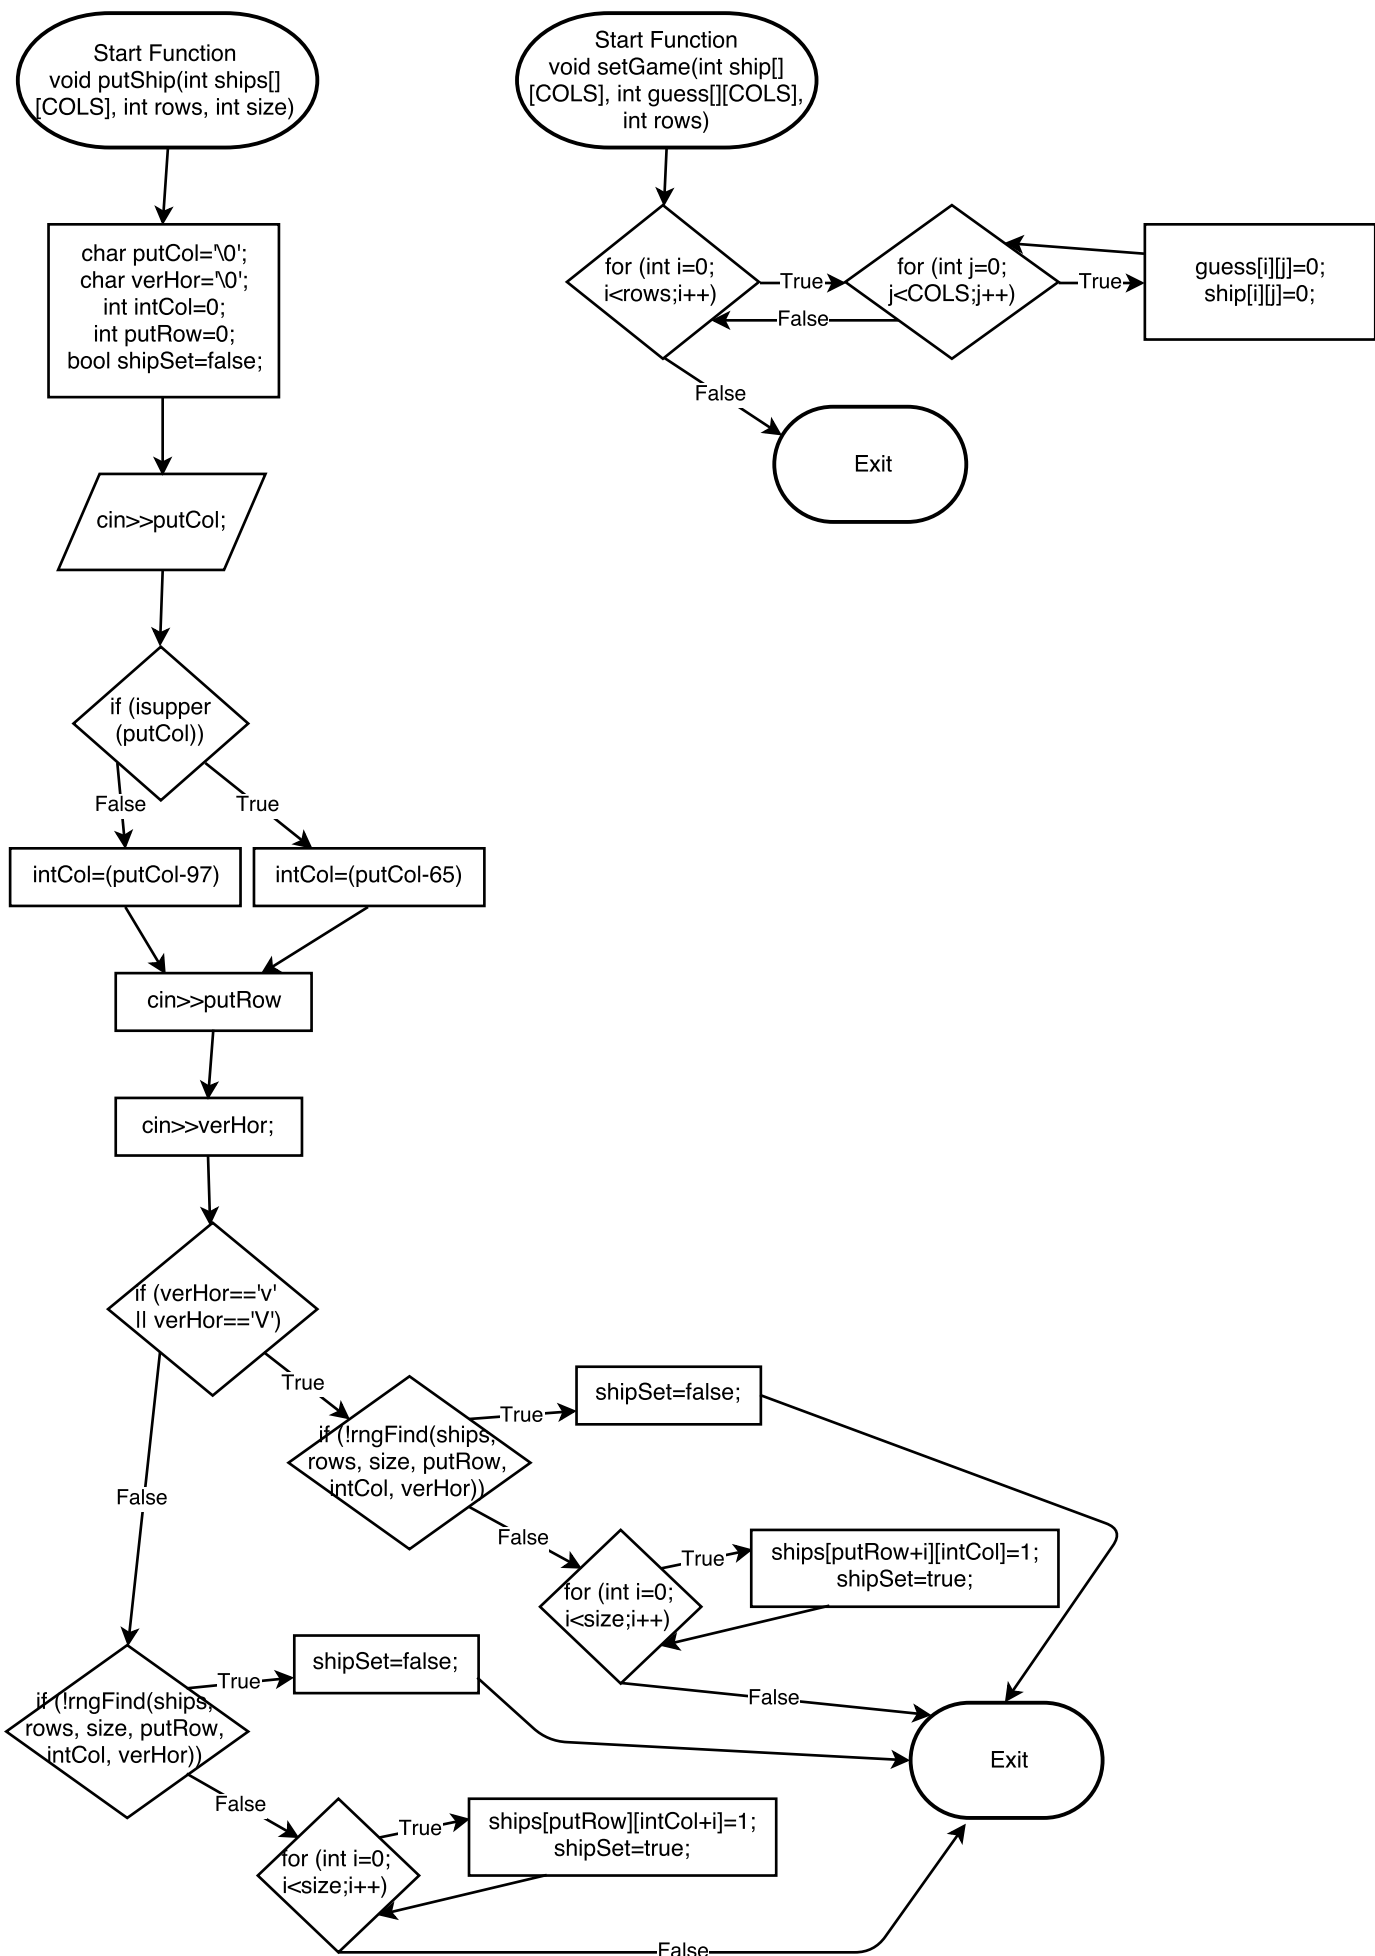 Start Function
void putShip(int ships[]
[COLS], int rows, int size)
char putCol='\0';
char verHor='\0';
int intCol=0;
int putRow=0;
bool shipSet=false;
cin>>putCol;
if (isupper
(putCol))
False
True
intCol=(putCol-97)
intCol=(putCol-65)
cin>>putRow
cin>>verHor;
if (verHor=='v'
|| verHor=='V')
True
False
if (!rngFind(ships,
rows, size, putRow,
intCol, verHor))
True
shipSet=false;
False
for (int i=0;
i<size;i++)
True
ships[putRow+i][intCol]=1;
shipSet=true;
False
if (!rngFind(ships,
rows, size, putRow,
intCol, verHor))
True
shipSet=false;
False
for (int i=0;
i<size;i++)
True
ships[putRow][intCol+i]=1;
shipSet=true;
False
Exit
Start Function
void setGame(int ship[]
[COLS], int guess[][COLS],
int rows)
for (int i=0;
i<rows;i++)
True
for (int j=0;
j<COLS;j++)
True
guess[i][j]=0;
ship[i][j]=0;
False
False
Exit